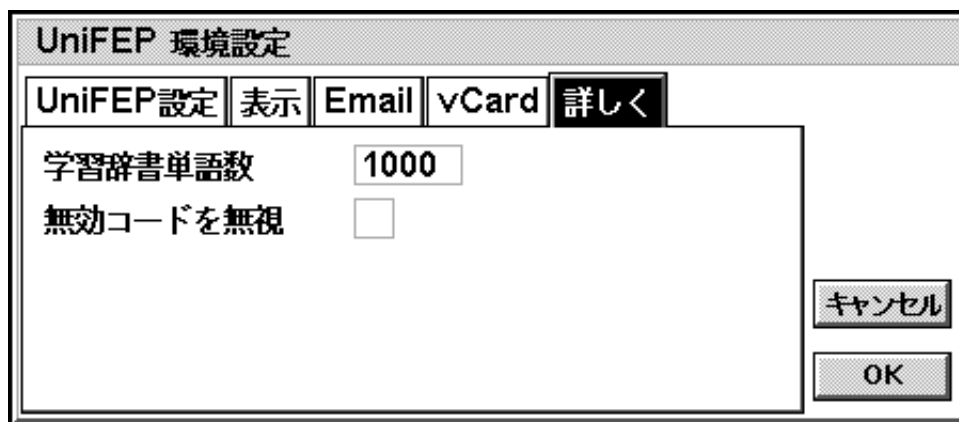 UniFEP 環境設定
UniFEP設定 表示 Email vCard 詳しく
学習辞書単語数 1000
無効コードを無視
キャンセル
OK